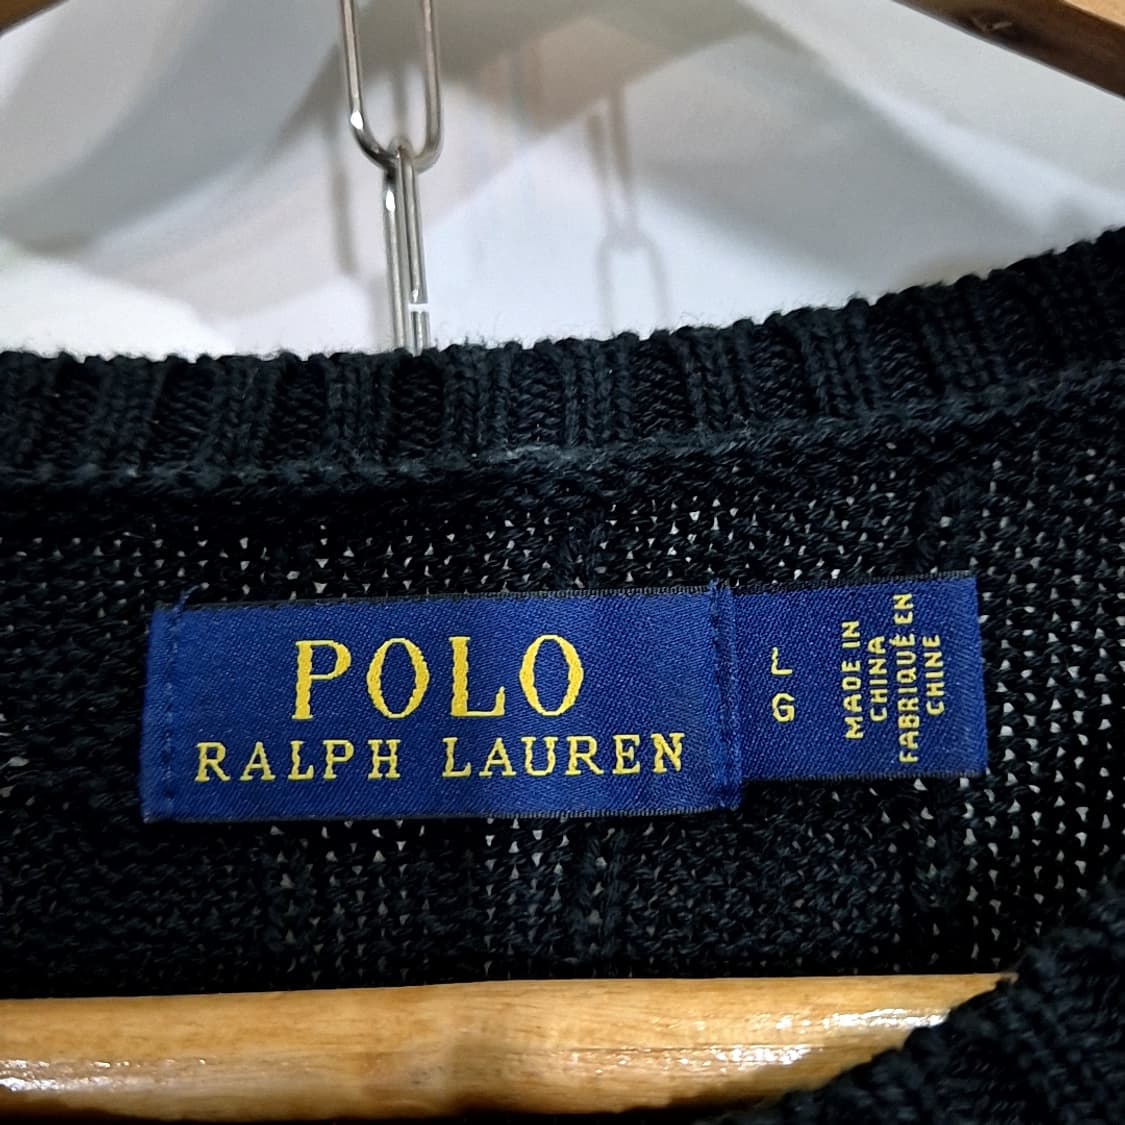 POLO
RALPH LAUREN
L
G
MADE IN
CHINA
FABRIQUÉ EN
CHINE